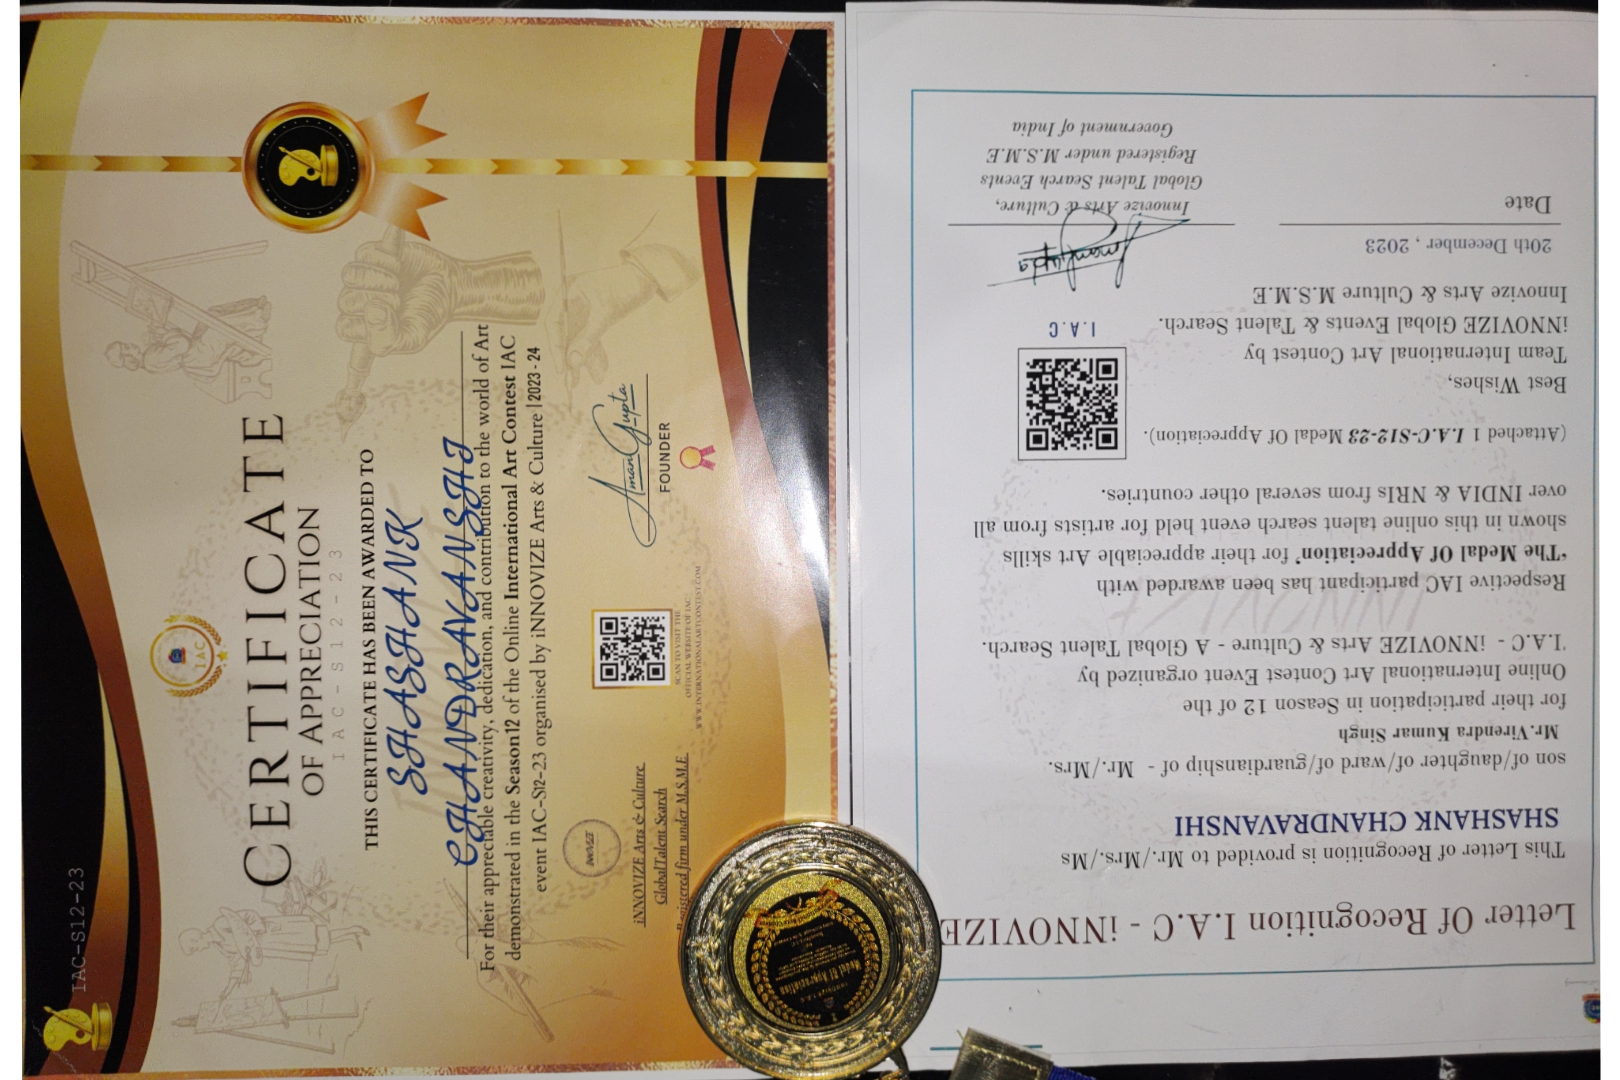 IAC-S12-23
IAC
CERTIFICATE
OF APPRECIATION
IAC-S12-23
THIS CERTIFICATE HAS BEEN AWARDED TO
SHASHANK
CHANDRAVANSHI
For their appreciable creativity, dedication, and contribution to the world of Art
demonstrated in the Season12 of the Online International Art Contest IAC
event IAC-S12-23 organised by iNNOVIZE Arts & Culture |2023 - 24
INNOVIZE
iNNOVIZE Arts & Culture
Global Talent Search
Registered firm under M.S.M.E
SCAN TO VISIT THE
OFFICIAL WEBSITE OF IAC:
WWW.INTERNATIONALARTCONTEST.COM
Aman Gupta
FOUNDER
Medal Of Appreciation
Letter Of Recognition I.A.C - iNNOVIZE
This Letter of Recognition is provided to Mr./Mrs./Ms
SHASHANK CHANDRAVANSHI
son of/daughter of/ward of/guardianship of - Mr./Mrs.
Mr.Virendra Kumar Singh
for their participation in Season 12 of the
Online International Art Contest Event organized by
'I.A.C - iNNOVIZE Arts & Culture - A Global Talent Search.
Respective IAC participant has been awarded with
'The Medal Of Appreciation' for their appreciable Art skills
shown in this online talent search event held for artists from all
over INDIA & NRIs from several other countries.
(Attached 1 I.A.C-S12-23 Medal Of Appreciation).
Best Wishes,
Team International Art Contest by
iNNOVIZE Global Events & Talent Search.
Innovize Arts & Culture M.S.M.E
I.A.C
20th December , 2023
Date
Aman Gupta
Innovize Arts & Culture,
Global Talent Search Events
Registered under M.S.M.E
Government of India